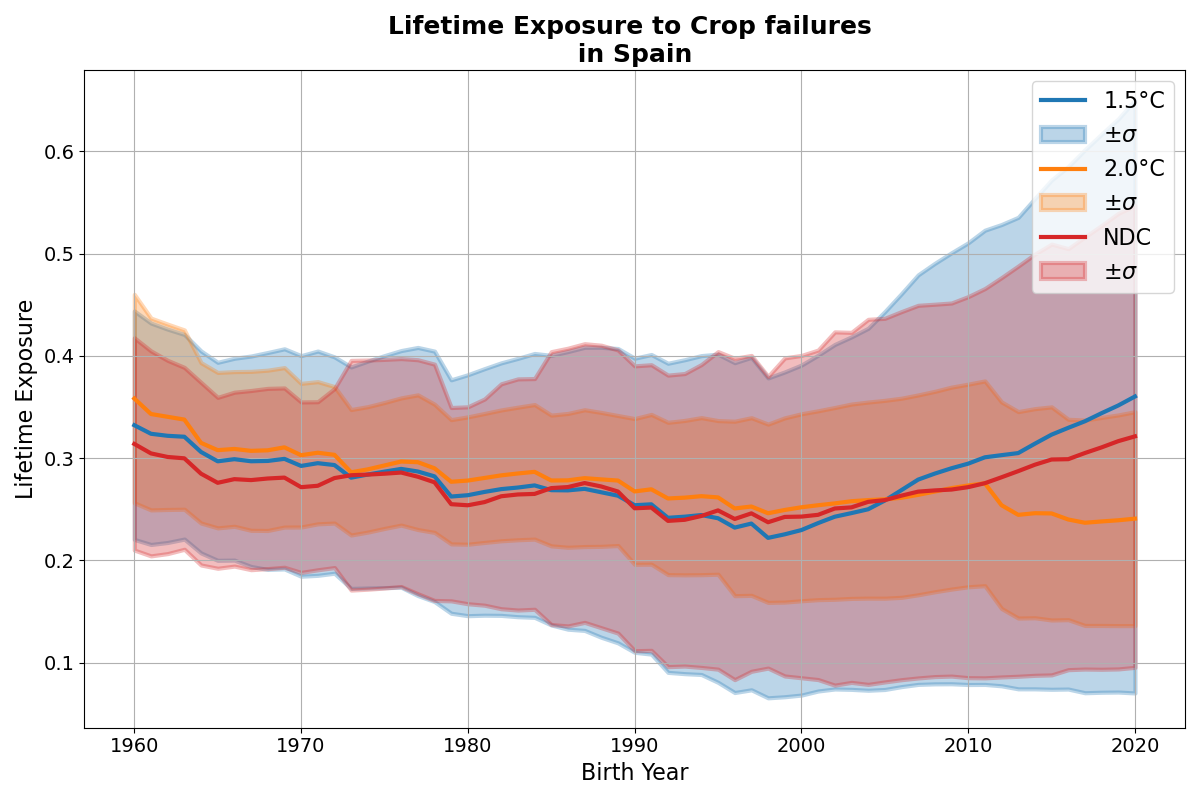 Lifetime Exposure to Crop failures
in Spain
Lifetime Exposure
0.6
0.5
0.4
0.3
0.2
0.1
1.5°C
±σ
2.0°C
±σ
NDC
±σ
1960 1970 1980 1990 2000 2010 2020
Birth Year